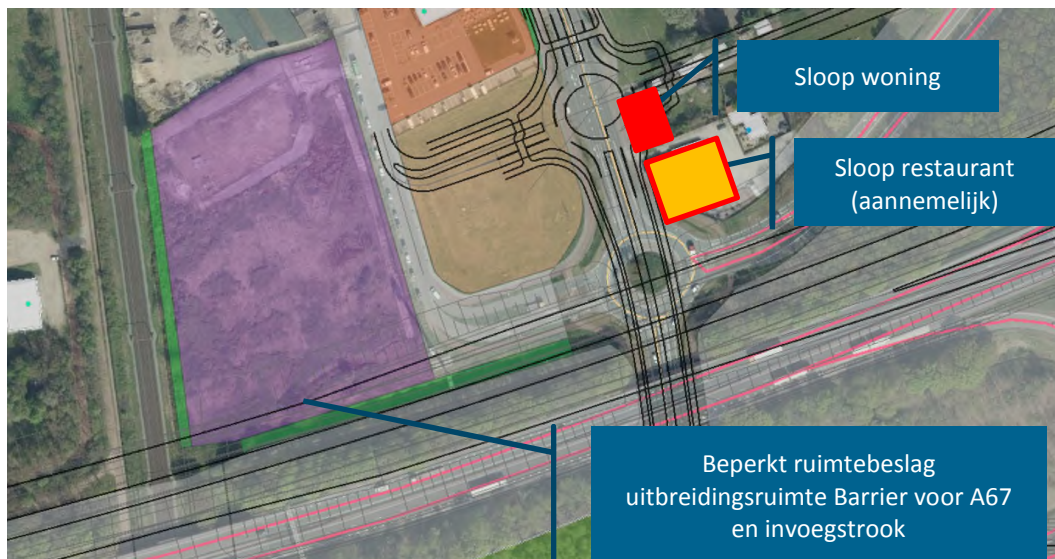 Sloop woning
Sloop restaurant
(aannemelijk)
Beperkt ruimtebeslag
uitbreidingsruimte Barrier voor A67
en invoegstrook